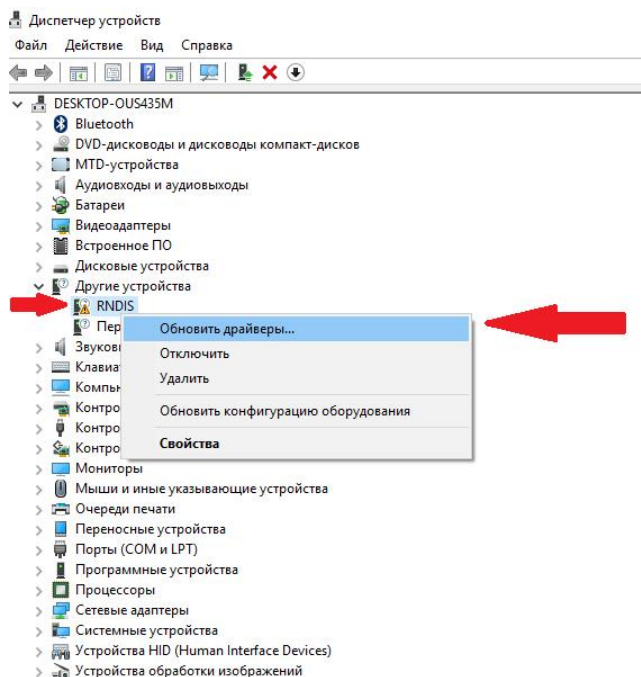 Диспетчер устройств
Файл Действие Вид Справка
DESKTOP-OUS435M
Bluetooth
DVD-дисководы и дисководы компакт-дисков
MTD-устройства
Аудиовходы и аудиовыходы
Батареи
Видеоадаптеры
Встроенное ПО
Дисковые устройства
Другие устройства
RNDIS
Пер
Обновить драйверы...
Отключить
Удалить
Обновить конфигурацию оборудования
Свойства
Звуков
Клавиа
Компь
Контро
Контро
Контро
Мониторы
Мыши и иные указывающие устройства
Очереди печати
Переносные устройства
Порты (COM и LPT)
Программные устройства
Процессоры
Сетевые адаптеры
Системные устройства
Устройства HID (Human Interface Devices)
Устройства обработки изображений